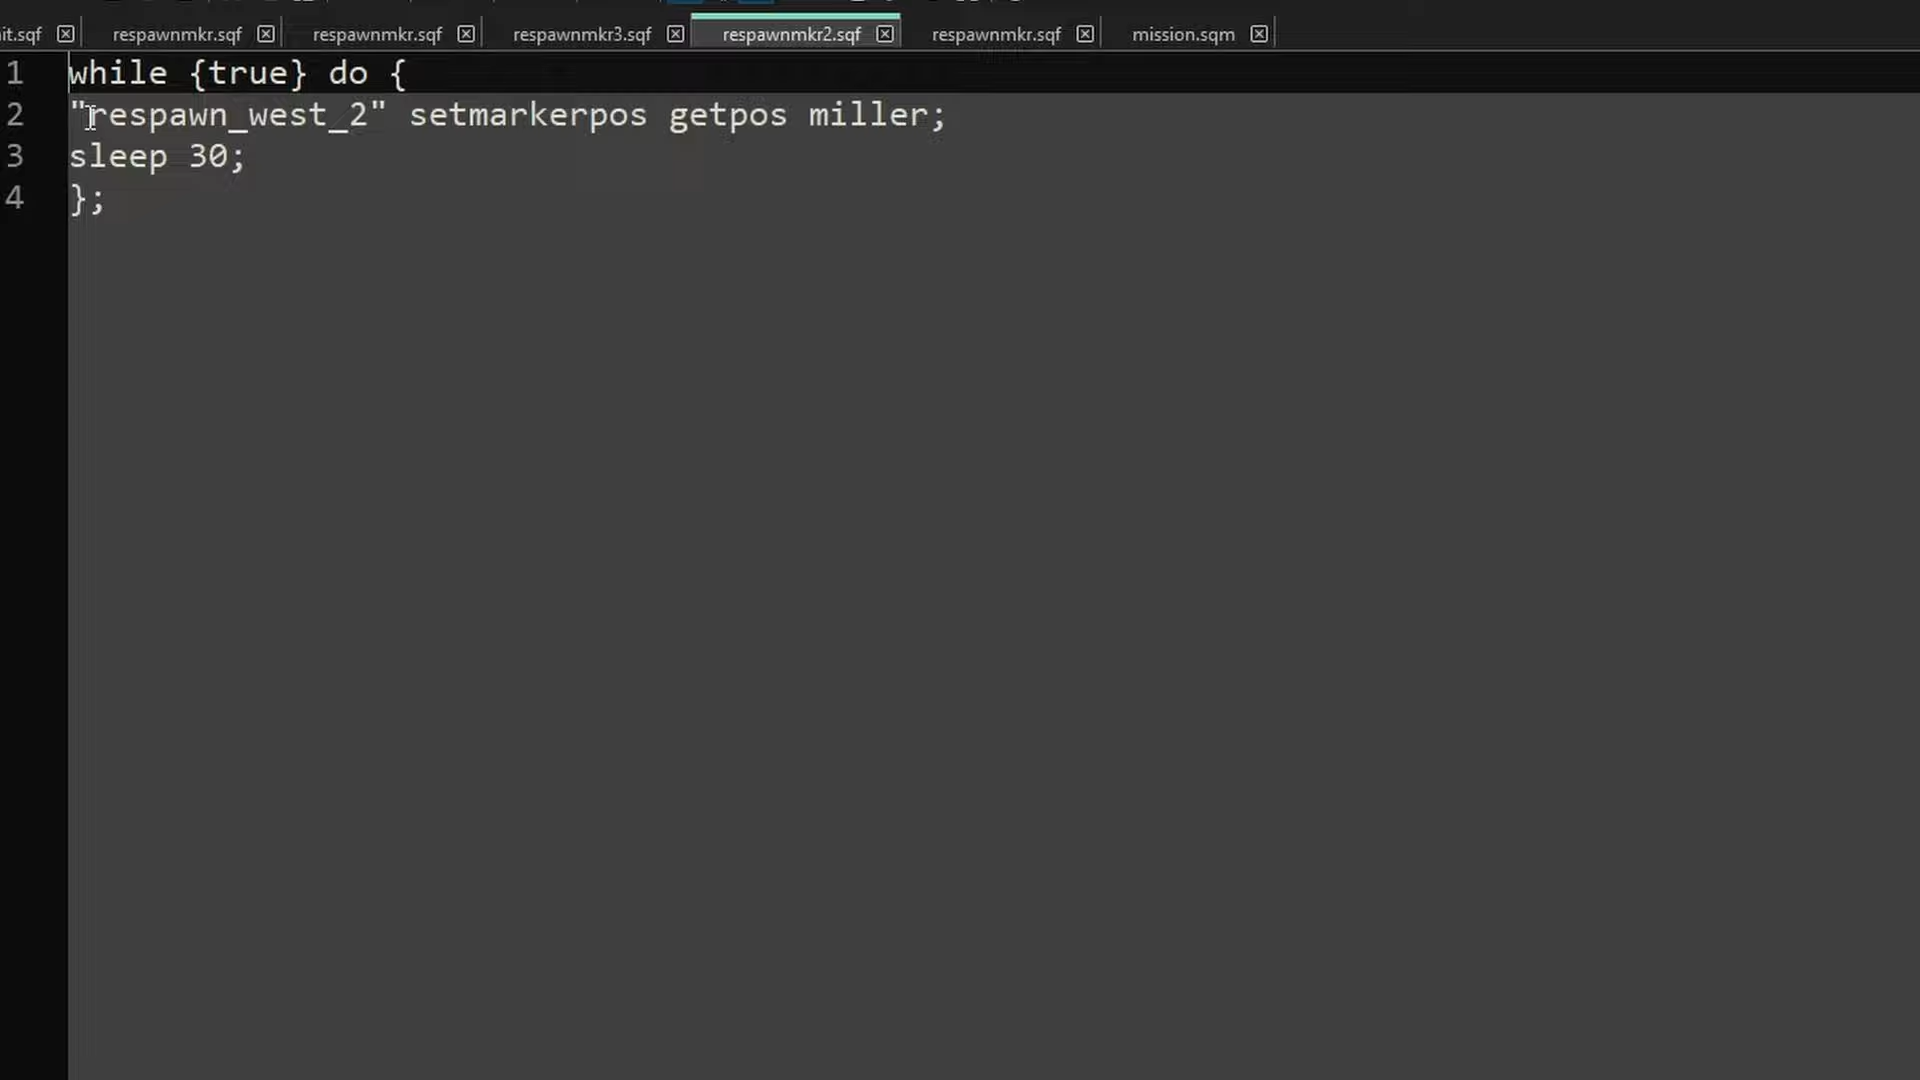 it.sqf respawnmkr.sqf respawnmkr.sqf respawnmkr3.sqf respawnmkr2.sqf respawnmkr.sqf mission.sqm
1 while {true} do {
2 "respawn_west_2" setmarkerpos getpos miller;
3 sleep 30;
4 };